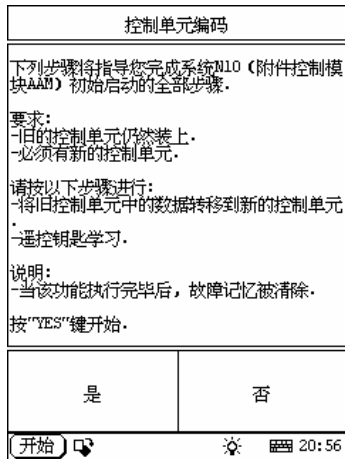 控制单元编码
下列步骤将指导您完成系统N10（附件控制模
块AAM）初始启动的全部步骤.
要求:
-旧的控制单元仍然装上.
-必须有新的控制单元.
请按以下步骤进行:
-将旧控制单元中的数据转移到新的控制单元
.
-遥控钥匙学习.
说明:
-当该功能执行完毕后，故障记忆被清除.
按"YES"键开始.
是
否
开始
20:56